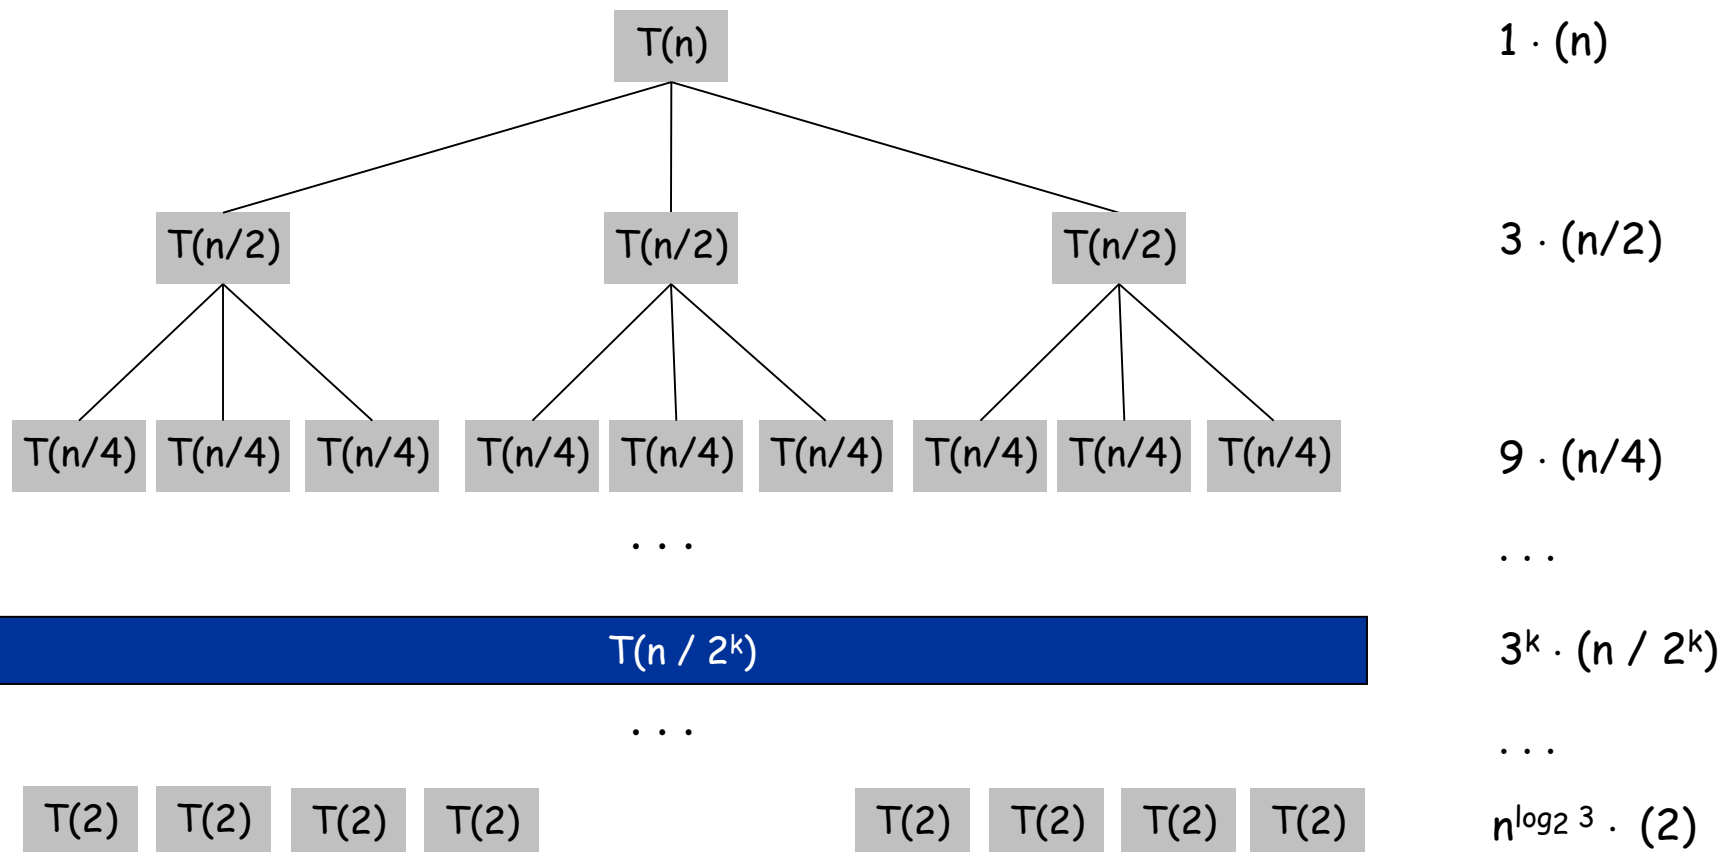 T(n) 1 · (n)
T(n/2) T(n/2) T(n/2) 3 · (n/2)
T(n/4) T(n/4) T(n/4) T(n/4) T(n/4) T(n/4) T(n/4) T(n/4) T(n/4) 9 · (n/4)
. . . . . .
T(n / 2ᵏ) 3ᵏ · (n / 2ᵏ)
. . . . . .
T(2) T(2) T(2) T(2) T(2) T(2) T(2) T(2) n^log₂ 3 · (2)